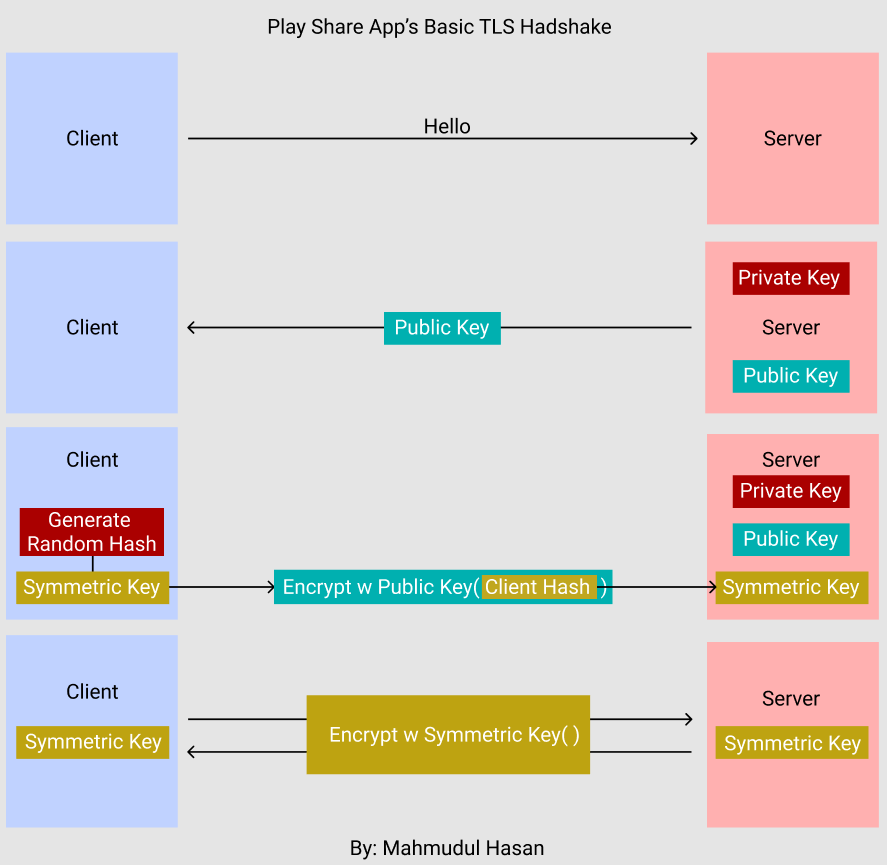 Play Share App’s Basic TLS Hadshake
Client
Hello
Server
Private Key
Client
Public Key
Server
Public Key
Client
Server
Private Key
Generate
Random Hash
Public Key
Symmetric Key
Encrypt w Public Key( Client Hash )
Symmetric Key
Client
Server
Encrypt w Symmetric Key( )
Symmetric Key
Symmetric Key
By: Mahmudul Hasan